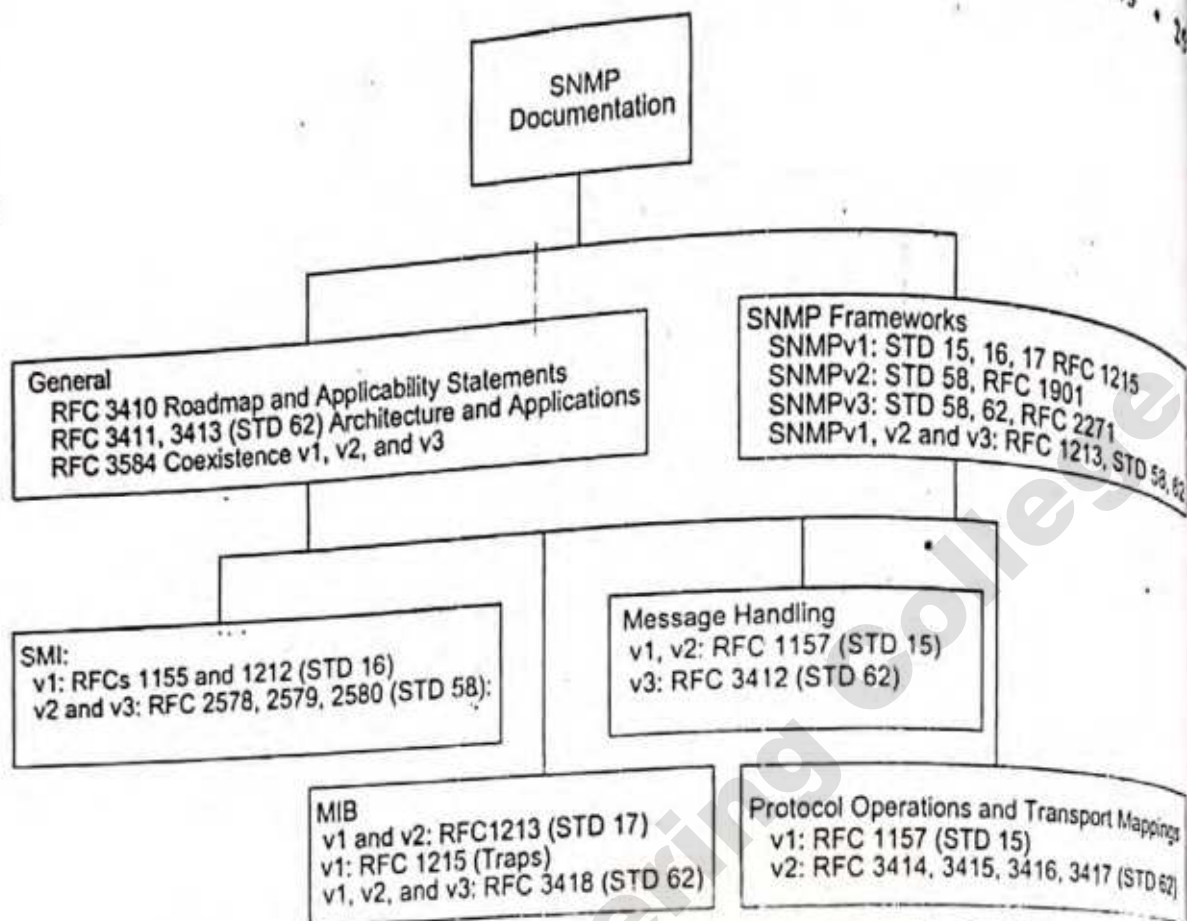 SNMP
Documentation
General
RFC 3410 Roadmap and Applicability Statements
RFC 3411, 3413 (STD 62) Architecture and Applications
RFC 3584 Coexistence v1, v2, and v3
SNMP Frameworks
SNMPv1: STD 15, 16, 17 RFC 1215
SNMPv2: STD 58, RFC 1901
SNMPv3: STD 58, 62, RFC 2271
SNMPv1, v2 and v3: RFC 1213, STD 58, 62
SMI:
v1: RFCs 1155 and 1212 (STD 16)
v2 and v3: RFC 2578, 2579, 2580 (STD 58):
Message Handling
v1, v2: RFC 1157 (STD 15)
v3: RFC 3412 (STD 62)
MIB
v1 and v2: RFC1213 (STD 17)
v1: RFC 1215 (Traps)
v1, v2, and v3: RFC 3418 (STD 62)
Protocol Operations and Transport Mappings
v1: RFC 1157 (STD 15)
v2: RFC 3414, 3415, 3416, 3417 (STD 62)
ering College